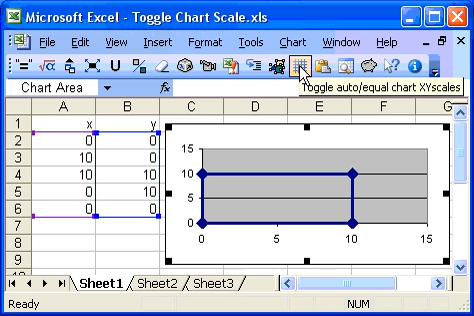 Microsoft Excel - Toggle Chart Scale.xls
File Edit View Insert Format Tools Chart Window Help
"=" √α U
Chart Area fx
Toggle auto/equal chart XYscales
A B C D E F G
1 x y
2 0 0
3 10 0
4 10 10
5 0 10
6 0 0
7
8
9
15
10
5
0
0 5 10 15
Sheet1 Sheet2 Sheet3
Ready NUM